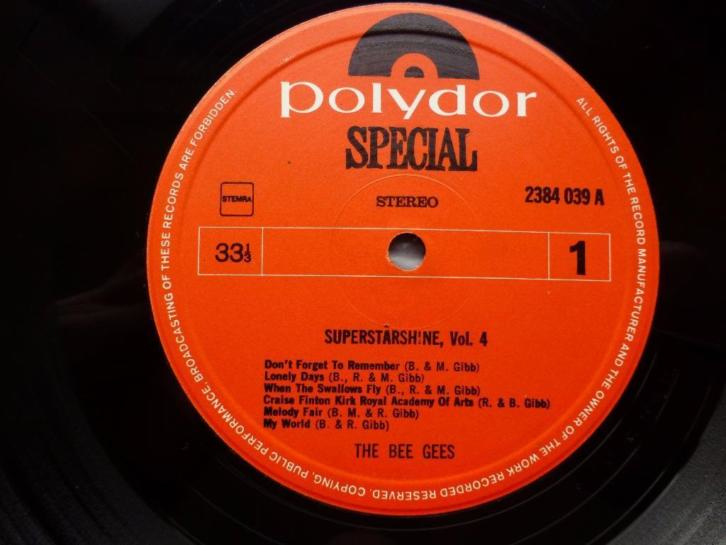 polydor
SPECIAL
STEREO
2384 039 A
STEMRA
33⅓
1
SUPERSTARSHINE, Vol. 4
Don't Forget To Remember (B. & M. Gibb)
Lonely Days (B., R. & M. Gibb)
When The Swallows Fly (B., R. & M. Gibb)
Craise Finton Kirk Royal Academy Of Arts (R. & B. Gibb)
Melody Fair (B. M. & R. Gibb)
My World (B. & R. Gibb)
THE BEE GEES
ALL RIGHTS OF THE RECORD MANUFACTURER AND THE OWNER OF THE WORK RECORDED RESERVED. COPYING, PUBLIC PERFORMANCE, BROADCASTING OF THESE RECORDS ARE FORBIDDEN.